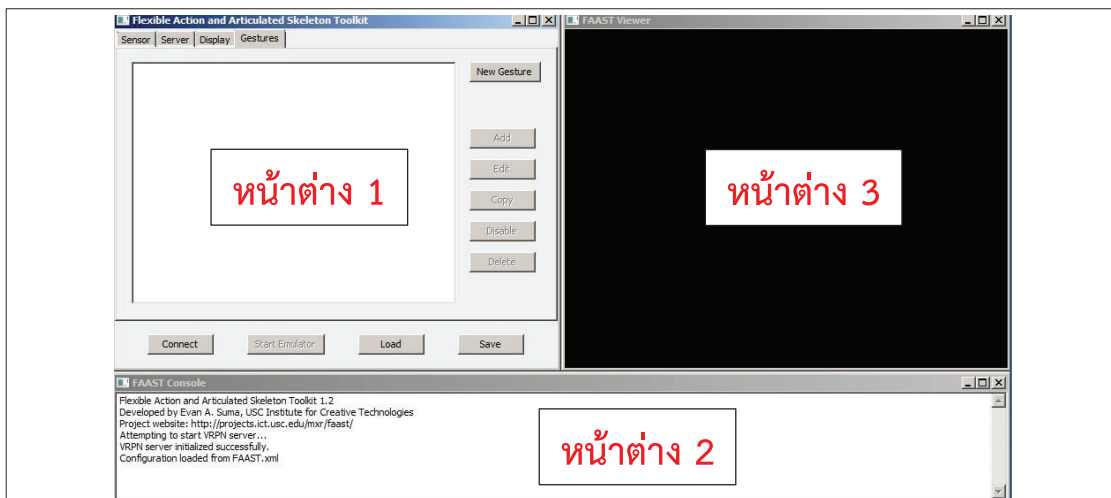 Flexible Action and Articulated Skeleton Toolkit
Sensor Server Display Gestures
New Gesture
Add
Edit
Copy
Disable
Delete
หน้าต่าง 1
Connect Start Emulator Load Save
FAAST Viewer
หน้าต่าง 3
FAAST Console
Flexible Action and Articulated Skeleton Toolkit 1.2
Developed by Evan A. Suma, USC Institute for Creative Technologies
Project website: http://projects.ict.usc.edu/mxr/faast/
Attempting to start VRPN server...
VRPN server initialized successfully.
Configuration loaded from FAAST.xml
หน้าต่าง 2